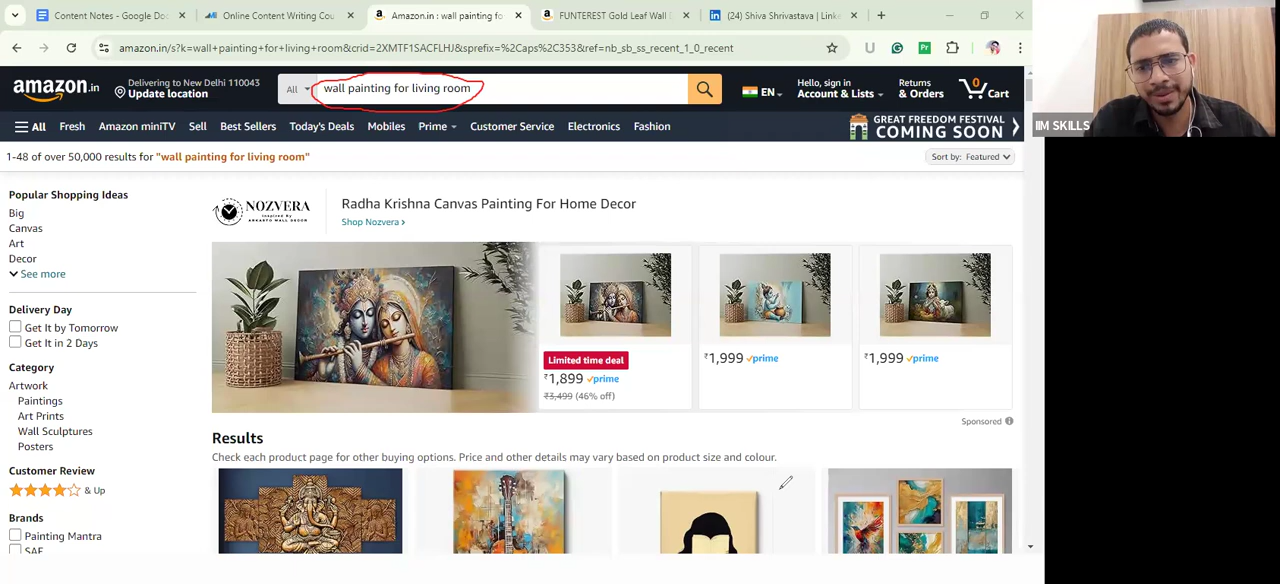 Content Notes - Google Do
Online Content Writing Cou
Amazon.in : wall painting fo
FUNTEREST Gold Leaf Wall
(24) Shiva Shrivastava | Linke
amazon.in/s?k=wall+painting+for+living+room&crid=2XMTF1SACFLHJ&sprefix=%2Caps%2C353&ref=nb_sb_ss_recent_1_0_recent
amazon.in
Delivering to New Delhi 110043
Update location
All
wall painting for living room
EN
Hello, sign in
Account & Lists
Returns
& Orders
0
Cart
All
Fresh
Amazon miniTV
Sell
Best Sellers
Today's Deals
Mobiles
Prime
Customer Service
Electronics
Fashion
GREAT FREEDOM FESTIVAL
COMING SOON
IIM SKILLS
1-48 of over 50,000 results for "wall painting for living room"
Sort by: Featured
Popular Shopping Ideas
Big
Canvas
Art
Decor
See more
Delivery Day
Get It by Tomorrow
Get It in 2 Days
Category
Artwork
Paintings
Art Prints
Wall Sculptures
Posters
Customer Review
& Up
Brands
Painting Mantra
SAF
NOZVERA
Radha Krishna Canvas Painting For Home Decor
Shop Nozvera
Limited time deal
₹1,899 prime
₹3,499 (46% off)
₹1,999 prime
₹1,999 prime
Sponsored
Results
Check each product page for other buying options. Price and other details may vary based on product size and colour.